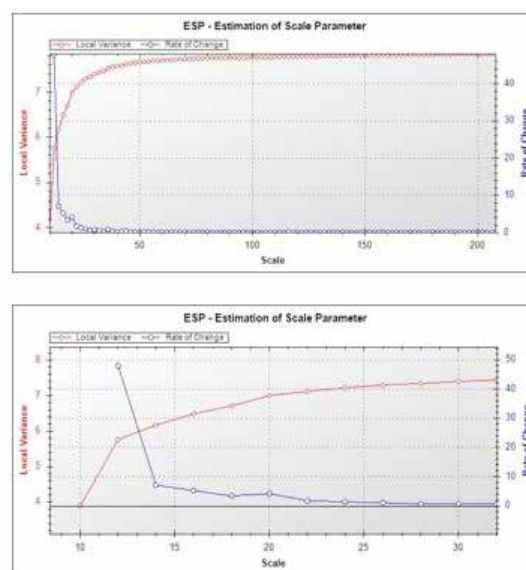 ESP - Estimation of Scale Parameter
Local Variance Rate of Change
7
6
5
4
Local Variance
40
30
20
10
0
Rate of Change
50 100 150 200
Scale
ESP - Estimation of Scale Parameter
Local Variance Rate of Change
8
7
6
5
4
Local Variance
50
40
30
20
10
0
Rate of Change
10 15 20 25 30
Scale